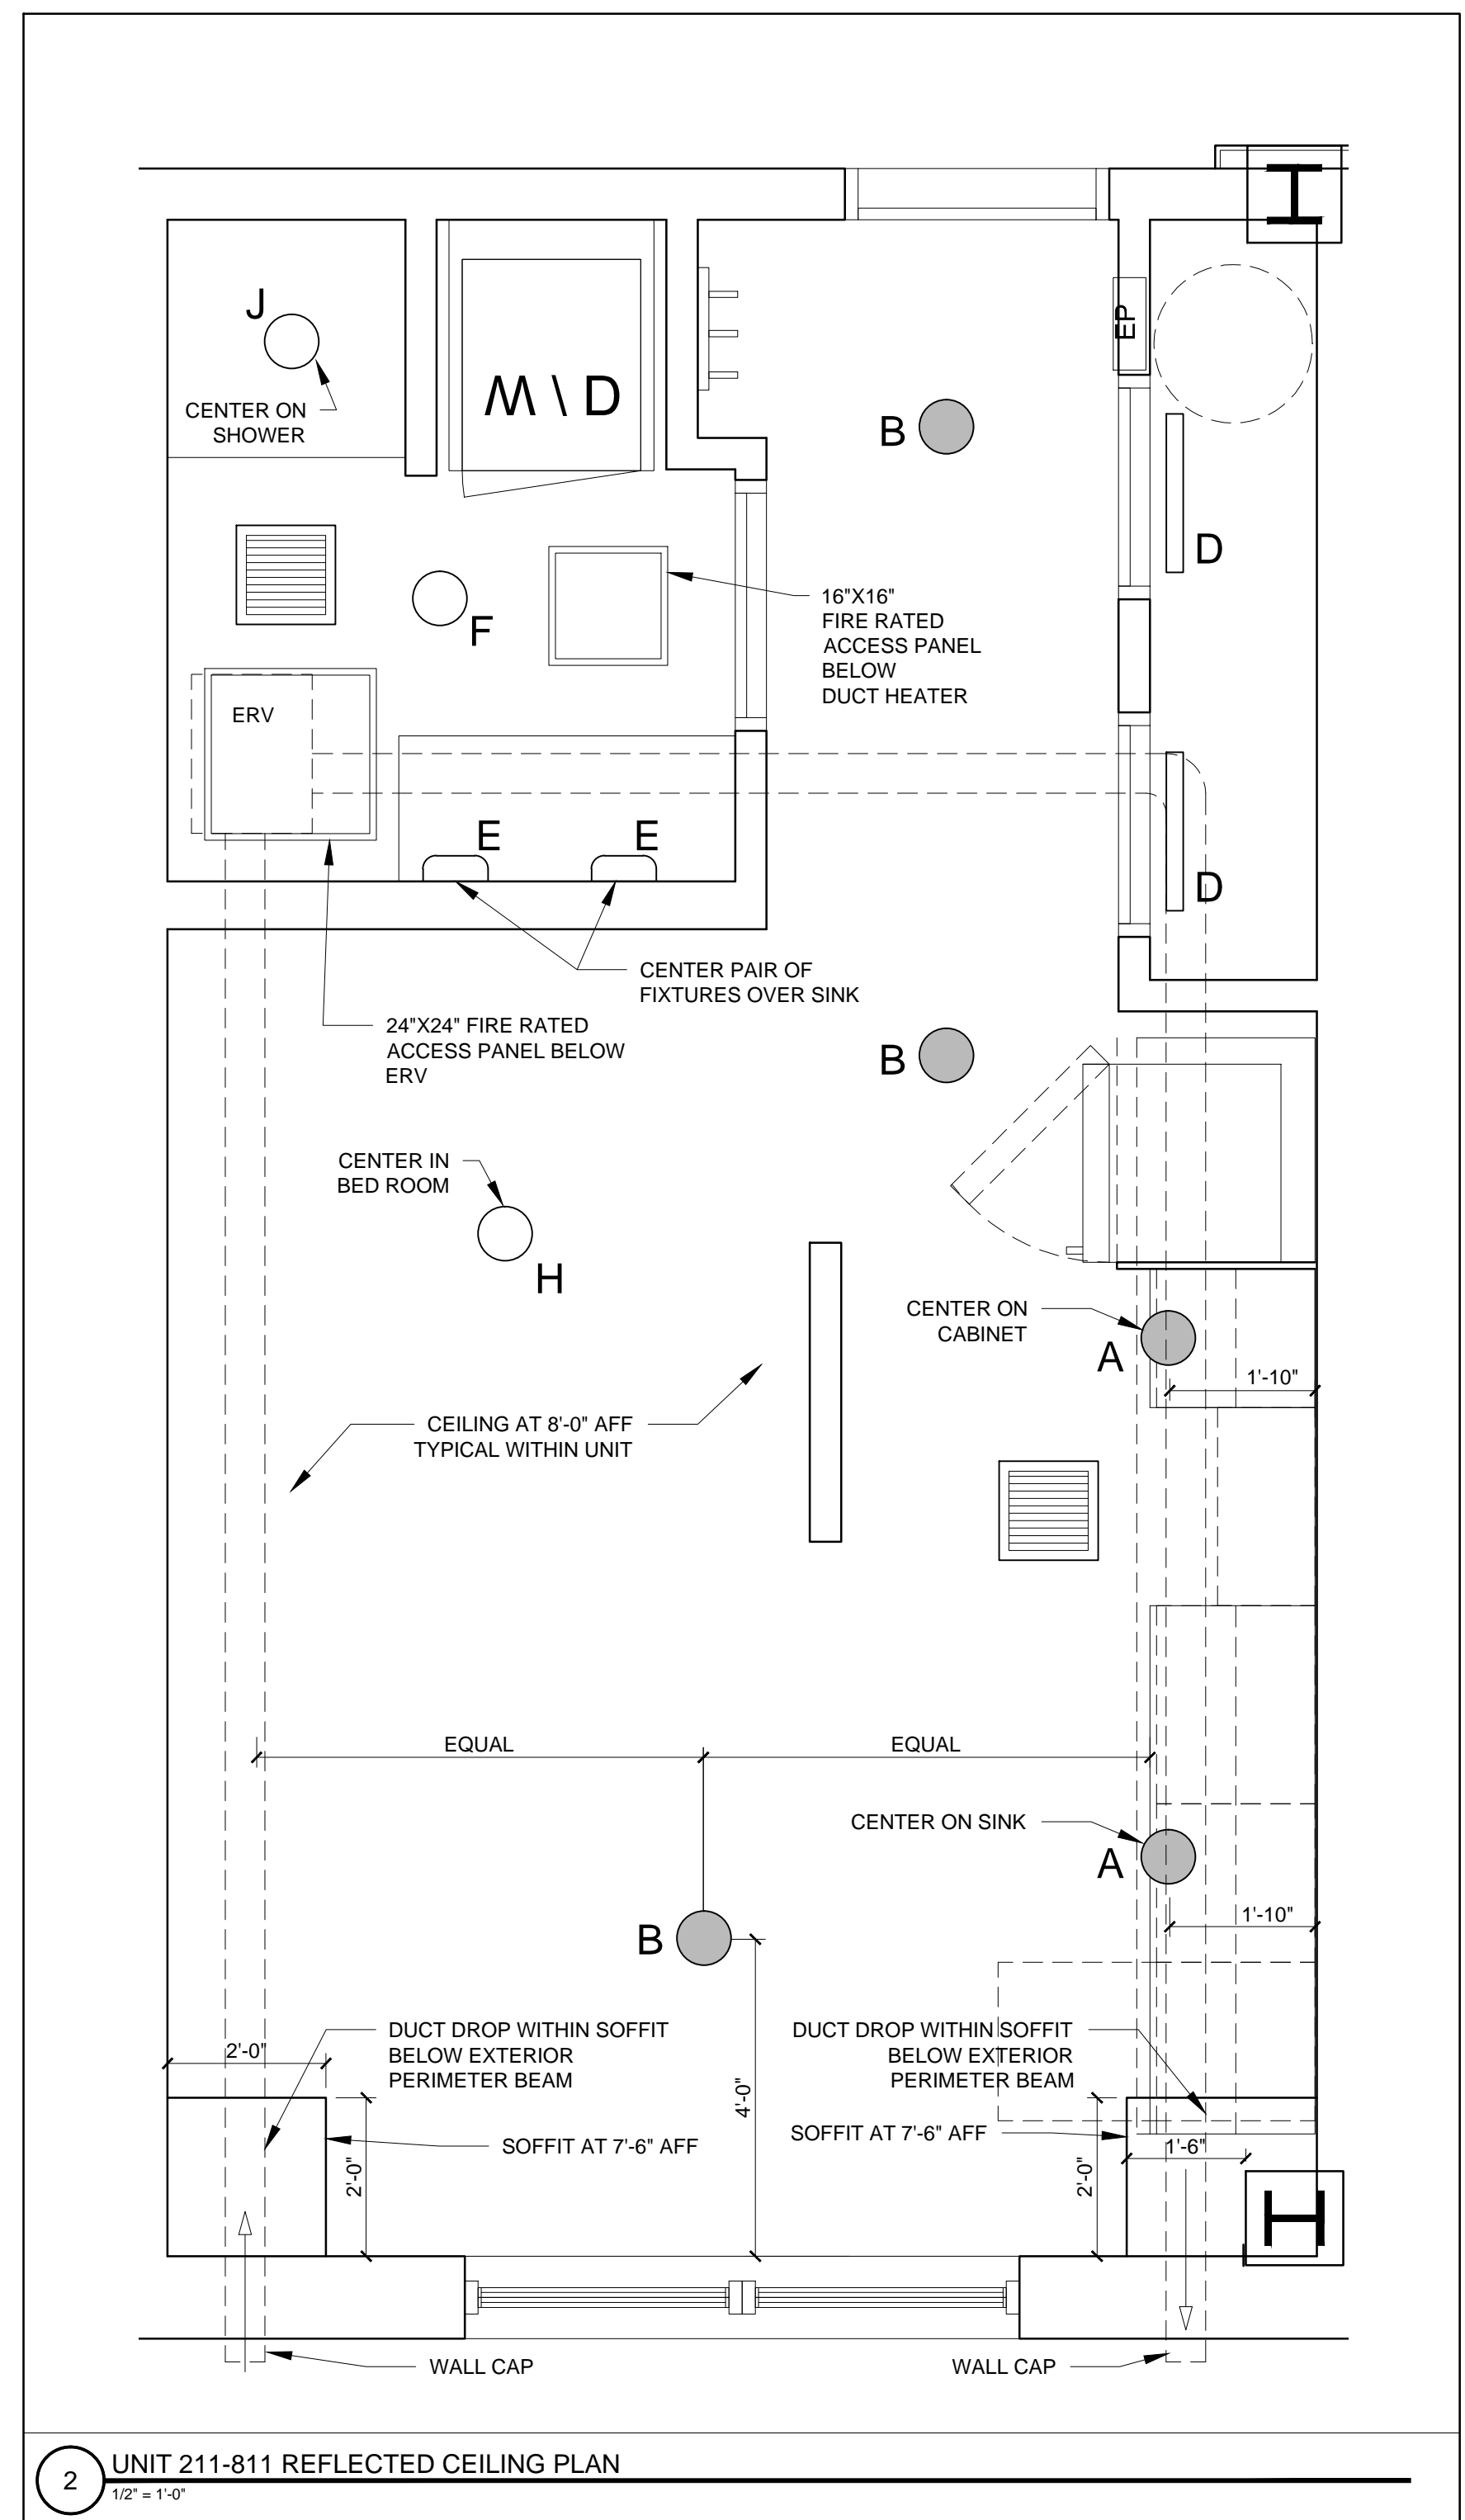 I
J
CENTER ON
SHOWER
W \ D
EP
B
D
16"X16"
FIRE RATED
ACCESS PANEL
BELOW
DUCT HEATER
F
ERV
E
E
D
CENTER PAIR OF
FIXTURES OVER SINK
24"X24" FIRE RATED
ACCESS PANEL BELOW
ERV
B
CENTER IN
BED ROOM
H
CENTER ON
CABINET
A
1'-10"
CEILING AT 8'-0" AFF
TYPICAL WITHIN UNIT
EQUAL
EQUAL
CENTER ON SINK
A
1'-10"
B
DUCT DROP WITHIN SOFFIT
BELOW EXTERIOR
PERIMETER BEAM
DUCT DROP WITHIN SOFFIT
BELOW EXTERIOR
PERIMETER BEAM
2'-0"
4'-0"
SOFFIT AT 7'-6" AFF
SOFFIT AT 7'-6" AFF
1'-6"
2'-0"
2'-0"
H
WALL CAP
WALL CAP
2
UNIT 211-811 REFLECTED CEILING PLAN
1/2" = 1'-0"